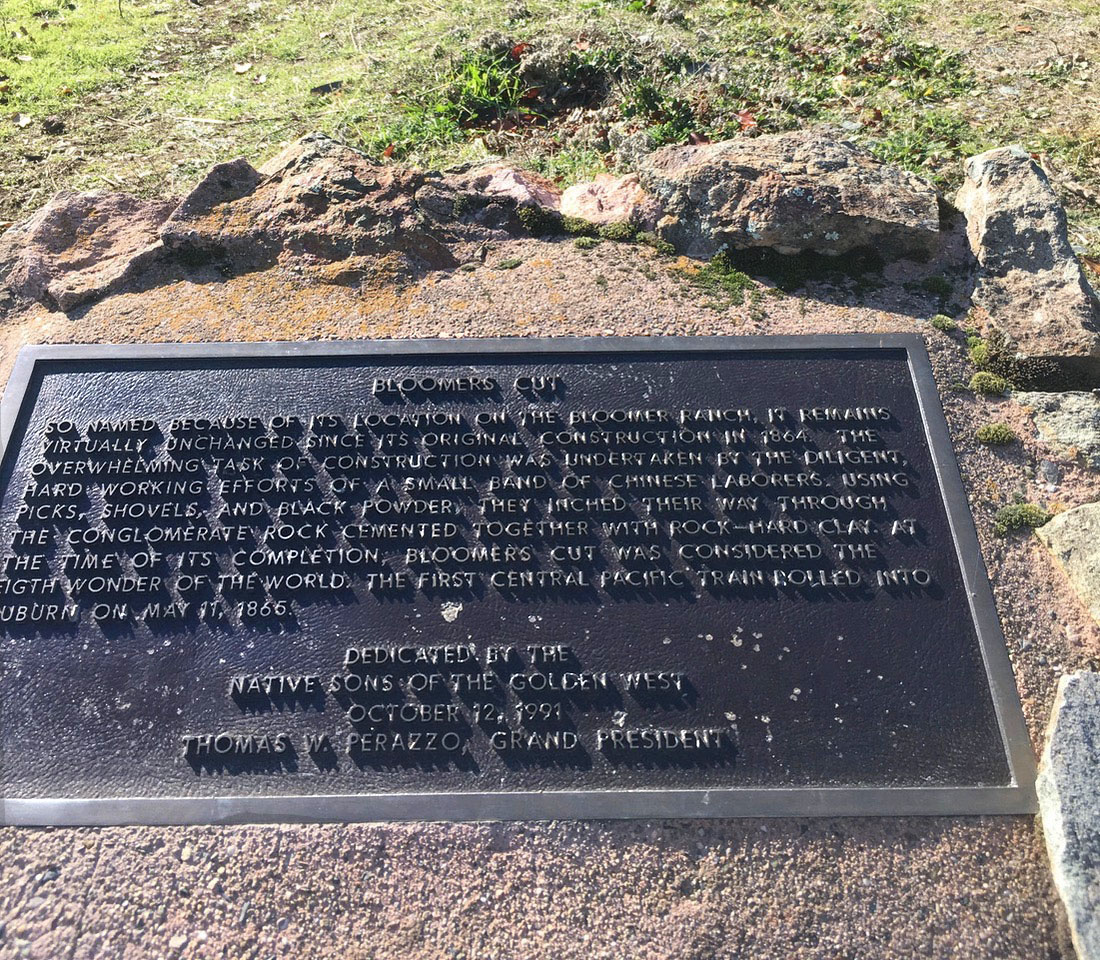 BLOOMERS CUT
SO NAMED BECAUSE OF ITS LOCATION ON THE BLOOMER RANCH, IT REMAINS
VIRTUALLY UNCHANGED SINCE ITS ORIGINAL CONSTRUCTION IN 1864. THE
OVERWHELMING TASK OF CONSTRUCTION WAS UNDERTAKEN BY THE DILIGENT,
HARD WORKING EFFORTS OF A SMALL BAND OF CHINESE LABORERS. USING
PICKS, SHOVELS, AND BLACK POWDER, THEY INCHED THEIR WAY THROUGH
THE CONGLOMERATE ROCK CEMENTED TOGETHER WITH ROCK-HARD CLAY. AT
THE TIME OF ITS COMPLETION, BLOOMERS CUT WAS CONSIDERED THE
EIGTH WONDER OF THE WORLD. THE FIRST CENTRAL PACIFIC TRAIN ROLLED INTO
UBURN ON MAY 11, 1865.
DEDICATED BY THE
NATIVE SONS OF THE GOLDEN WEST
OCTOBER 12, 1991
THOMAS W. PERAZZO, GRAND PRESIDENT